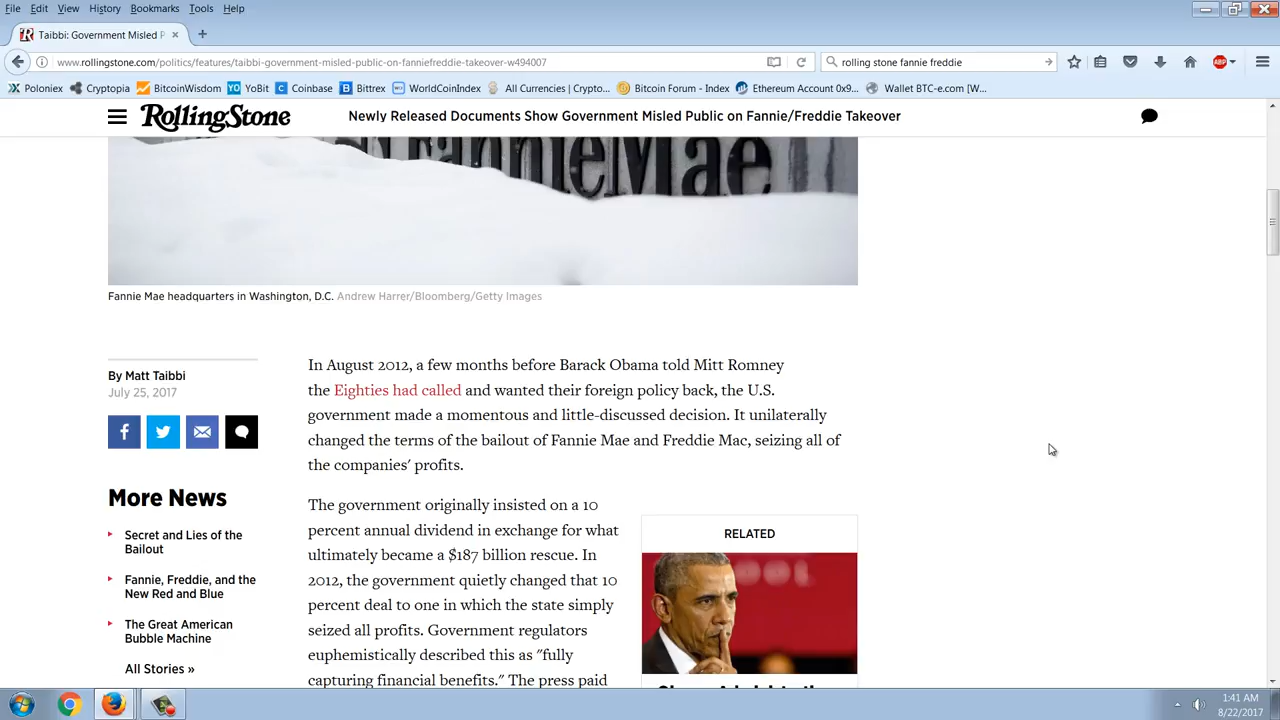 File Edit View History Bookmarks Tools Help
Taibbi: Government Misled P
www.rollingstone.com/politics/features/taibbi-government-misled-public-on-fanniefreddie-takeover-w494007
rolling stone fannie freddie
ABP
Poloniex Cryptopia BitcoinWisdom YoBit Coinbase Bittrex WorldCoinIndex All Currencies | Crypto... Bitcoin Forum - Index Ethereum Account 0x9... Wallet BTC-e.com [W...
RollingStone Newly Released Documents Show Government Misled Public on Fannie/Freddie Takeover
FannieMae
Fannie Mae headquarters in Washington, D.C. Andrew Harrer/Bloomberg/Getty Images
By Matt Taibbi
July 25, 2017
More News
Secret and Lies of the
Bailout
Fannie, Freddie, and the
New Red and Blue
The Great American
Bubble Machine
All Stories »
In August 2012, a few months before Barack Obama told Mitt Romney
the Eighties had called and wanted their foreign policy back, the U.S.
government made a momentous and little-discussed decision. It unilaterally
changed the terms of the bailout of Fannie Mae and Freddie Mac, seizing all of
the companies' profits.
The government originally insisted on a 10
percent annual dividend in exchange for what
ultimately became a $187 billion rescue. In
2012, the government quietly changed that 10
percent deal to one in which the state simply
seized all profits. Government regulators
euphemistically described this as "fully
capturing financial benefits." The press paid
RELATED
1:41 AM
8/22/2017